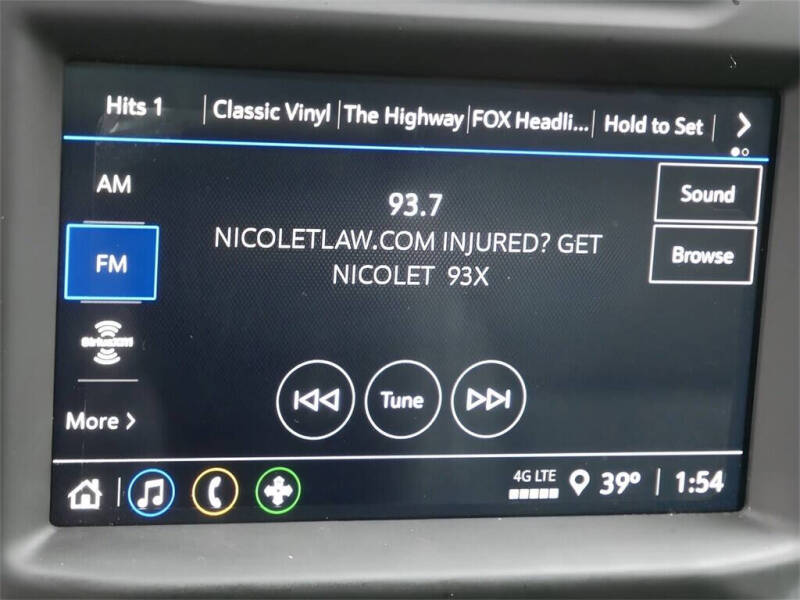 Hits 1
Classic Vinyl
The Highway
FOX Headli...
Hold to Set
AM
93.7
Sound
NICOLETLAW.COM INJURED? GET
FM
Browse
NICOLET 93X
SiriusXM
Tune
More
4G LTE
39°
1:54